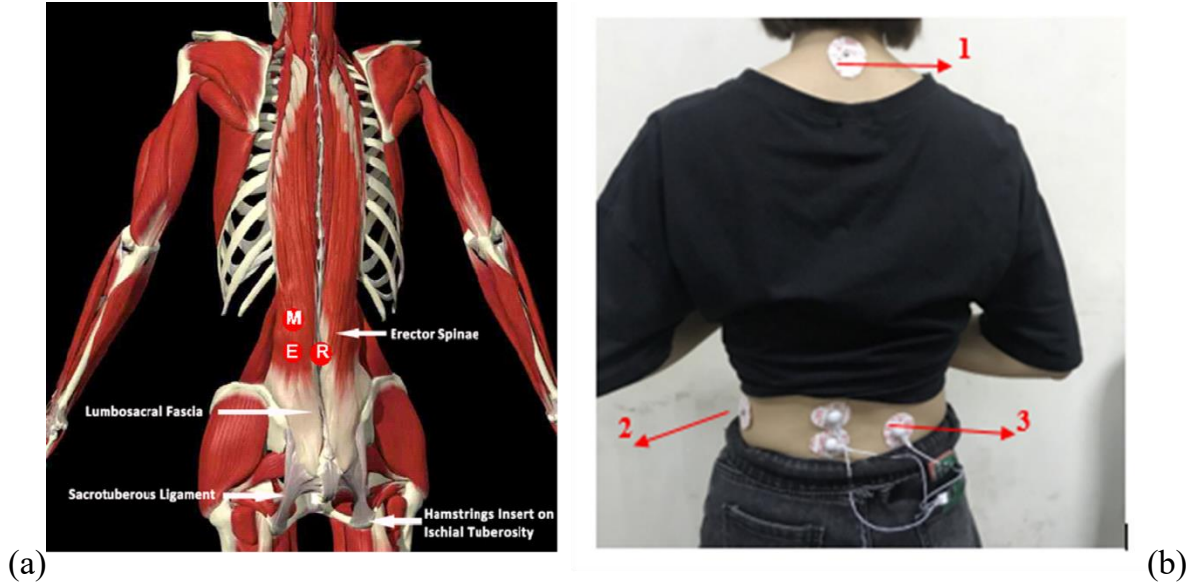 M
E R
Erector Spinae
Lumbosacral Fascia
Sacrotuberous Ligament
Hamstrings Insert on
Ischial Tuberosity
(a)
1
2
3
(b)